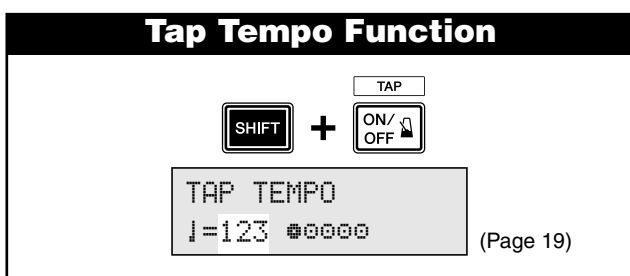 Tap Tempo Function
TAP
SHIFT + ON/
OFF
TAP TEMPO
♩=123 ●○○○○
(Page 19)